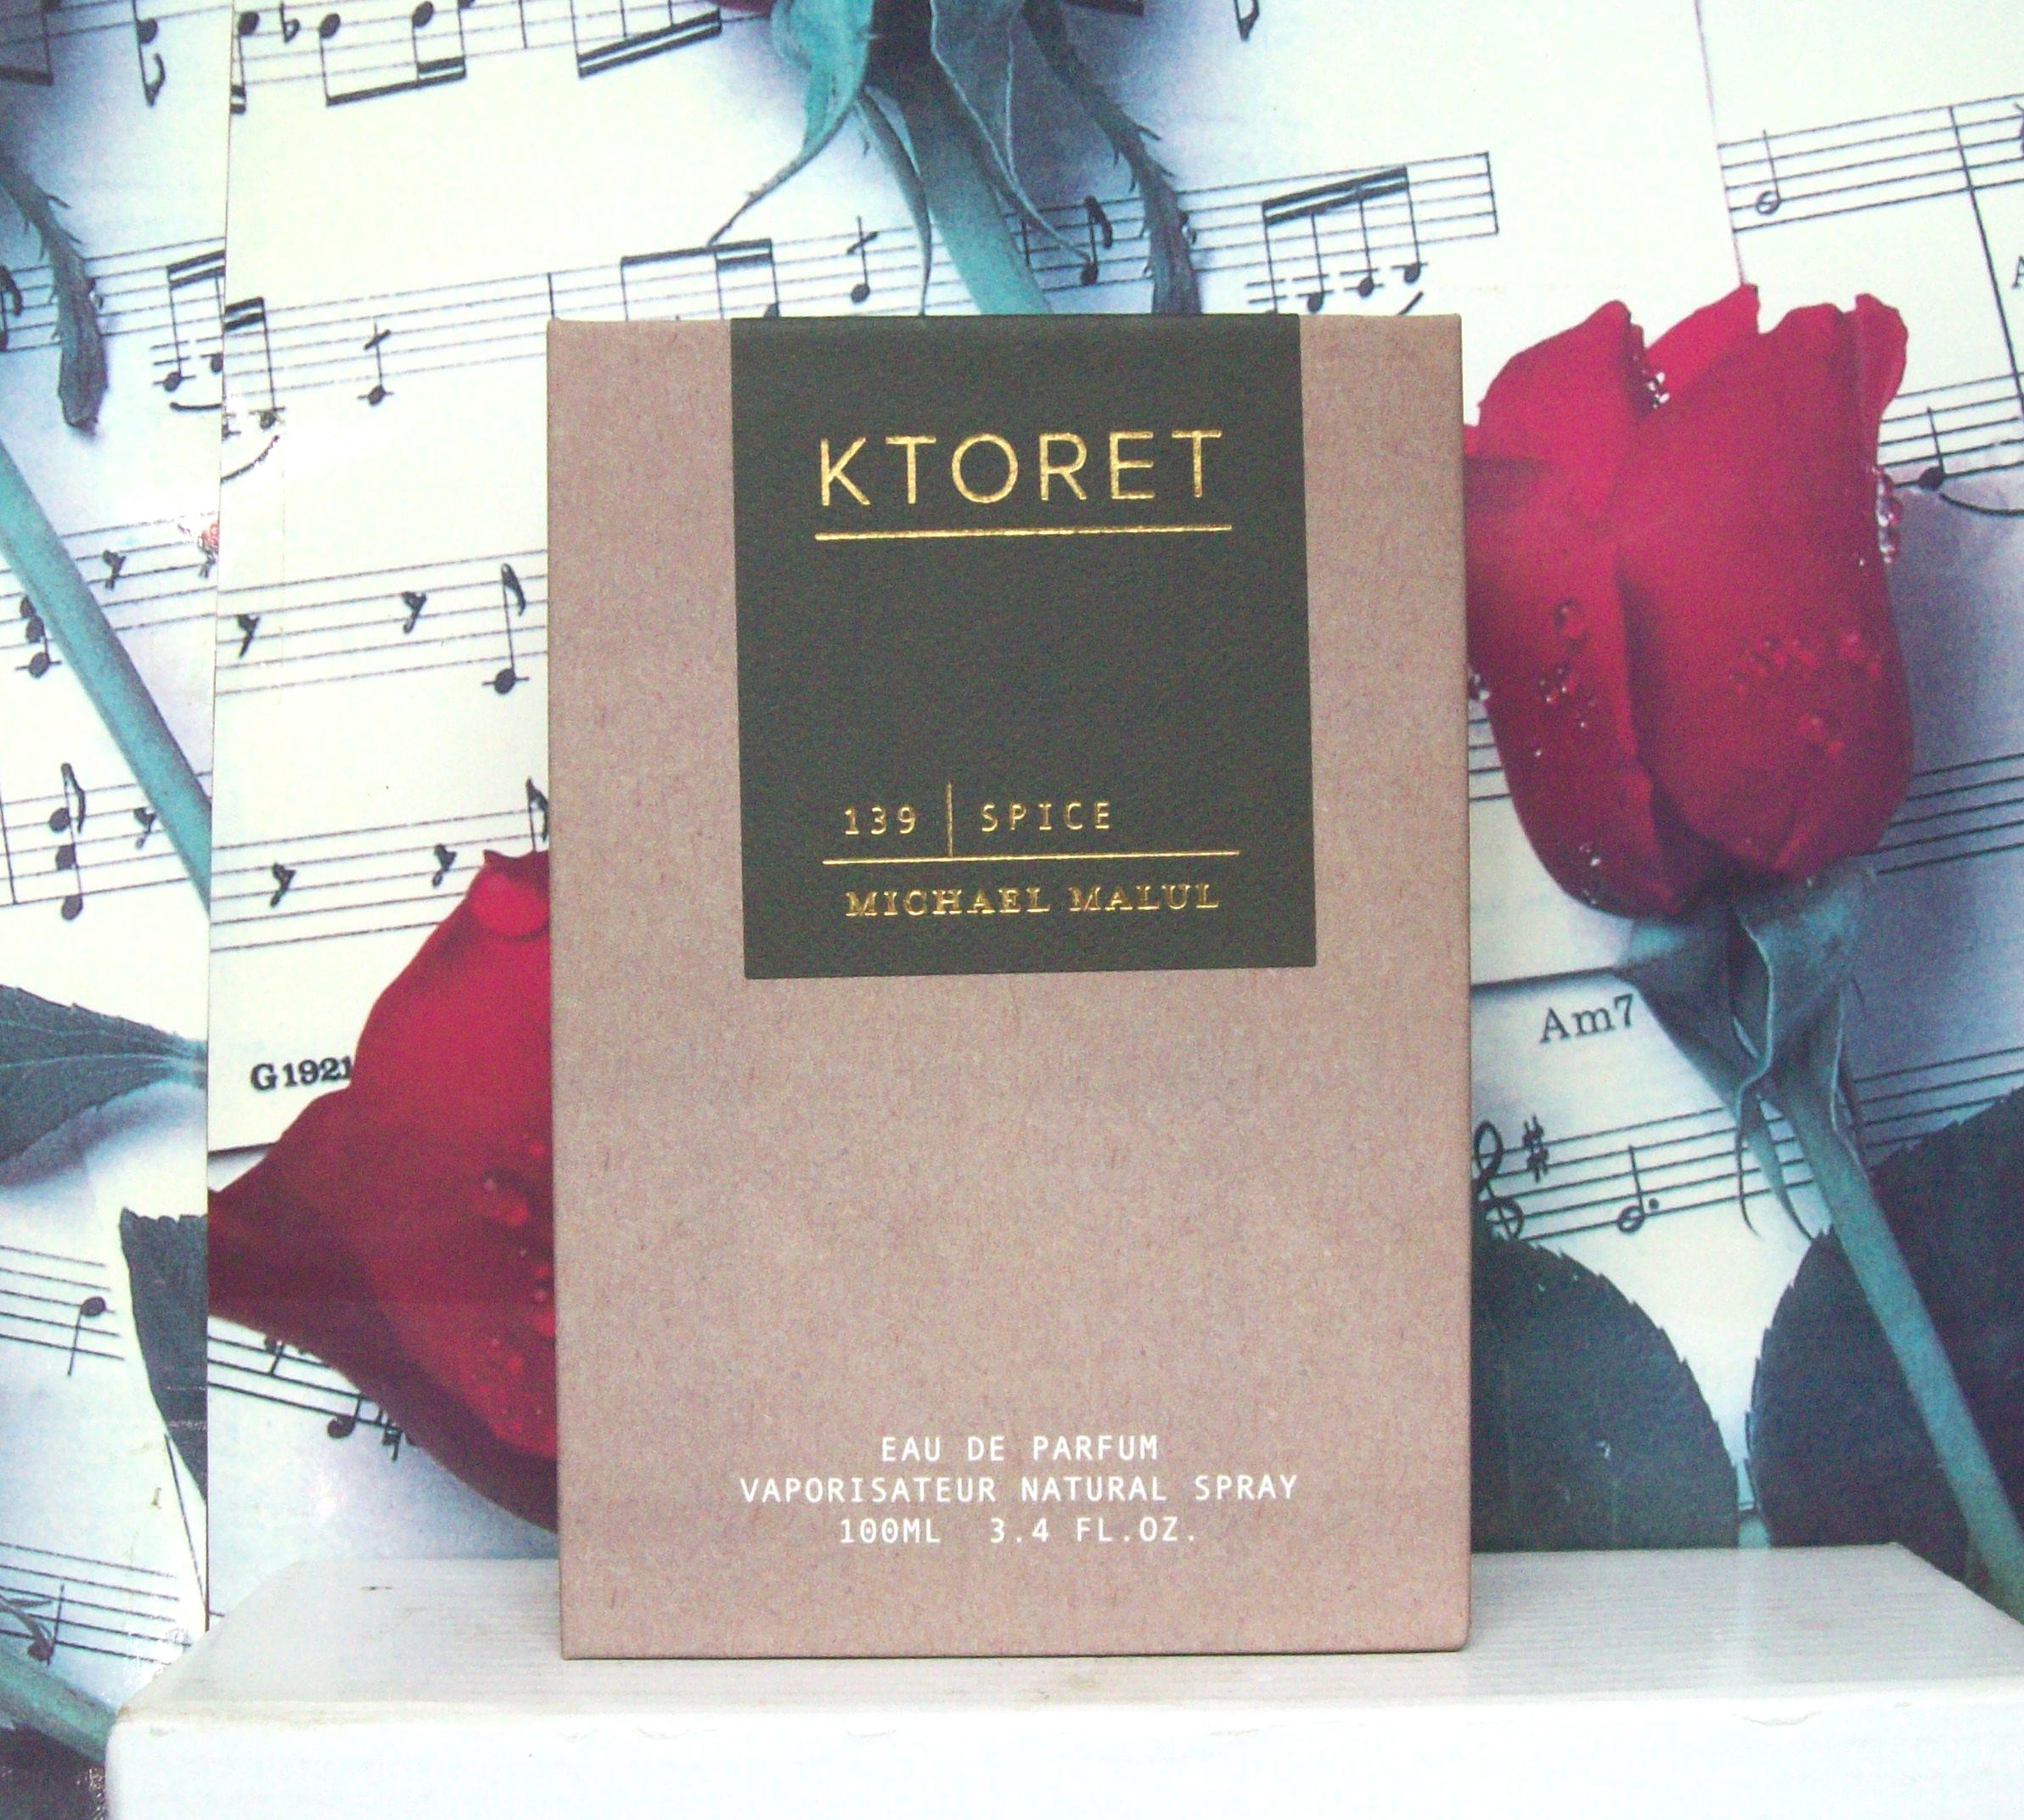 KTORET
139 SPICE
MICHAEL MALUL
G1921
Am7
EAU DE PARFUM
VAPORISATEUR NATURAL SPRAY
100ML 3.4 FL.OZ.